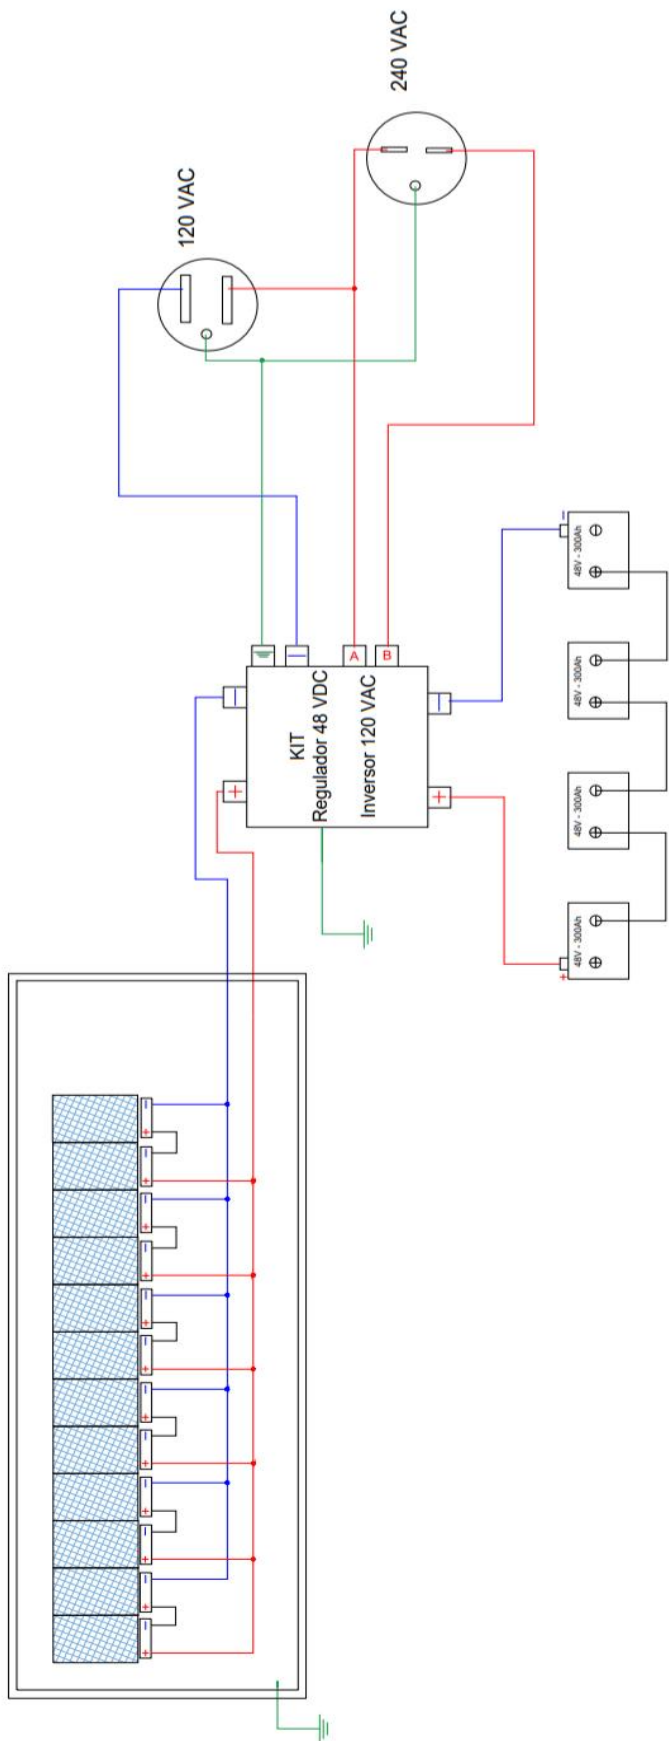 240 VAC
120 VAC
A
B
KIT
Regulador 48 VDC
Inversor 120 VAC
+
+
48V - 300Ah
48V - 300Ah
48V - 300Ah
48V - 300Ah